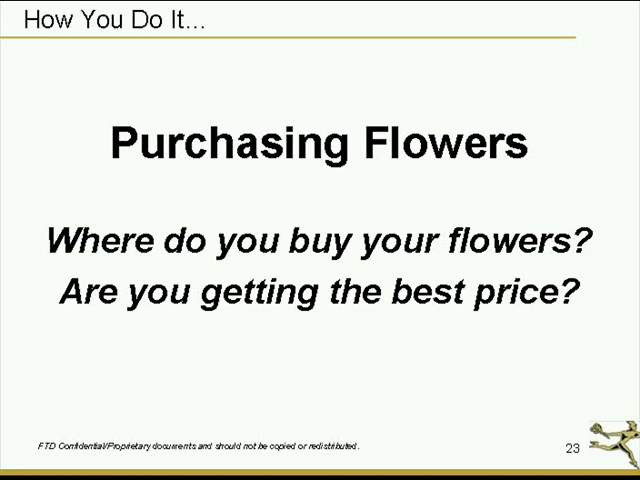 How You Do It...
Purchasing Flowers
Where do you buy your flowers?
Are you getting the best price?
FTD Confidential/Proprietary documents and should not be copied or redistributed.
23